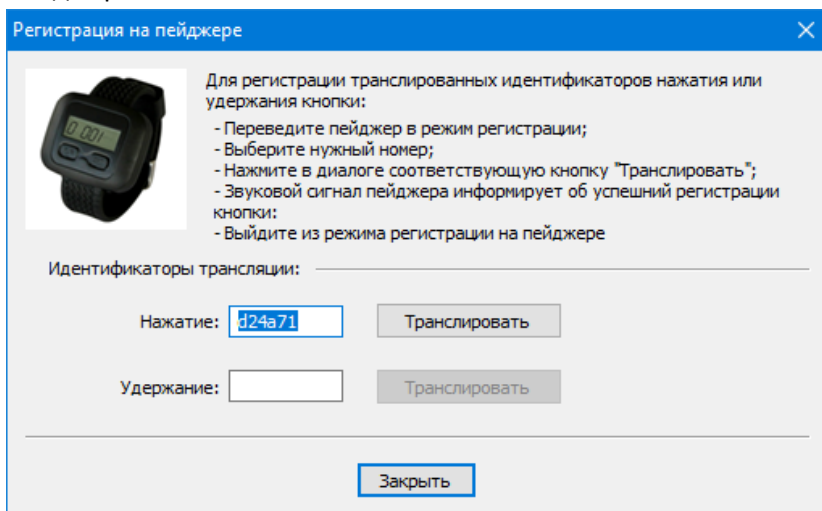 Регистрация на пейджере
Для регистрации транслированных идентификаторов нажатия или
удержания кнопки:
- Переведите пейджер в режим регистрации;
- Выберите нужный номер;
- Нажмите в диалоге соответствующую кнопку "Транслировать";
- Звуковой сигнал пейджера информирует об успешний регистрации
кнопки:
- Выйдите из режима регистрации на пейджере
0 001
Идентификаторы трансляции:
Нажатие: d24a71 Транслировать
Удержание: Транслировать
Закрыть